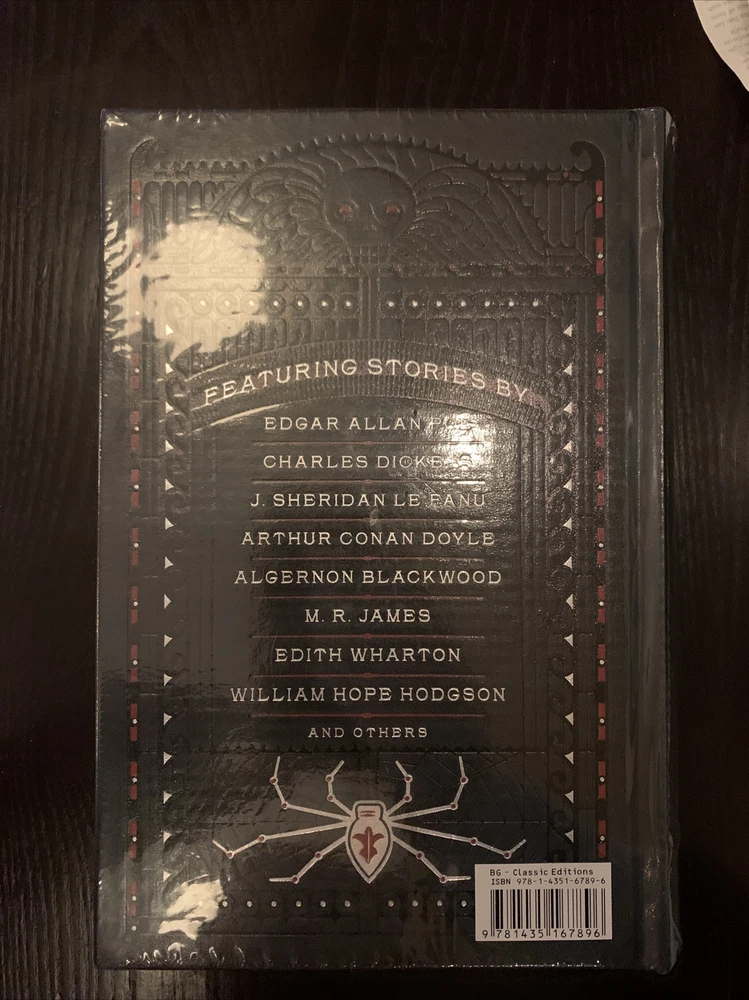 FEATURING STORIES BY
EDGAR ALLAN
CHARLES DICKENS
J. SHERIDAN LE FANU
ARTHUR CONAN DOYLE
ALGERNON BLACKWOOD
M. R. JAMES
EDITH WHARTON
WILLIAM HOPE HODGSON
AND OTHERS
BG - Classic Editions
ISBN 978-1-4351-6789-6
9 781435 167896